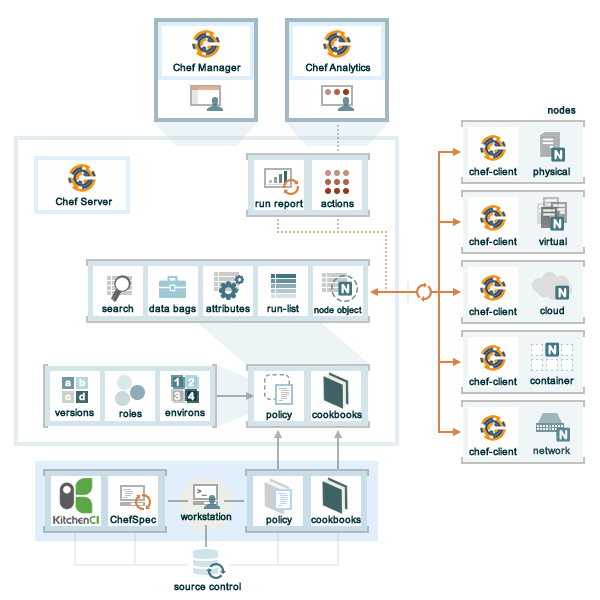 Chef Manager
Chef Analytics
nodes
Chef Server
run report
actions
chef-client
physical
chef-client
virtual
chef-client
cloud
chef-client
container
chef-client
network
N
N
N
N
N
search
data bags
attributes
run-list
node object
N
a b
c d
1 2
3 4
versions
roles
environs
policy
cookbooks
KitchenCI
ChefSpec
>_
workstation
policy
cookbooks
source control